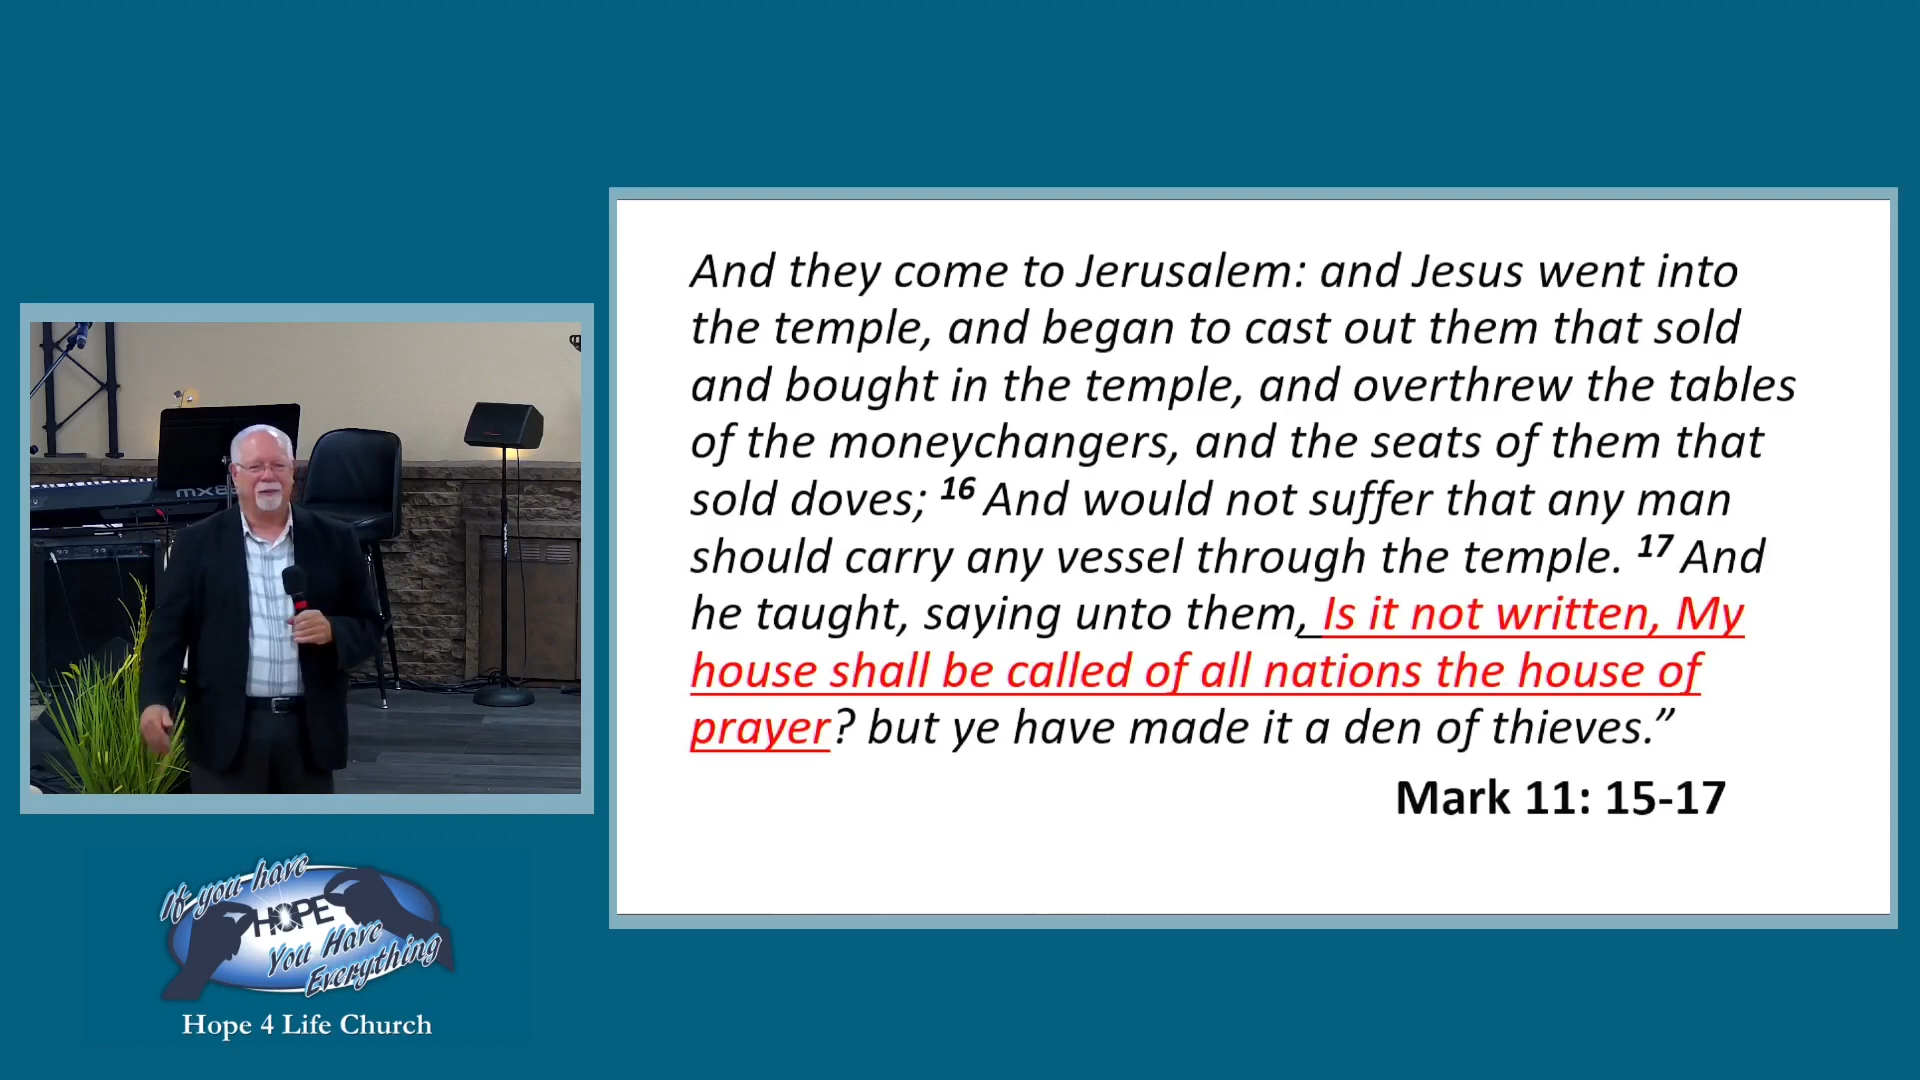 And they come to Jerusalem: and Jesus went into
the temple, and began to cast out them that sold
and bought in the temple, and overthrew the tables
of the moneychangers, and the seats of them that
sold doves; 16 And would not suffer that any man
should carry any vessel through the temple. 17 And
he taught, saying unto them, Is it not written, My
house shall be called of all nations the house of
prayer? but ye have made it a den of thieves.”
Mark 11: 15-17
If you have
HOPE
You Have
Everything
Hope 4 Life Church